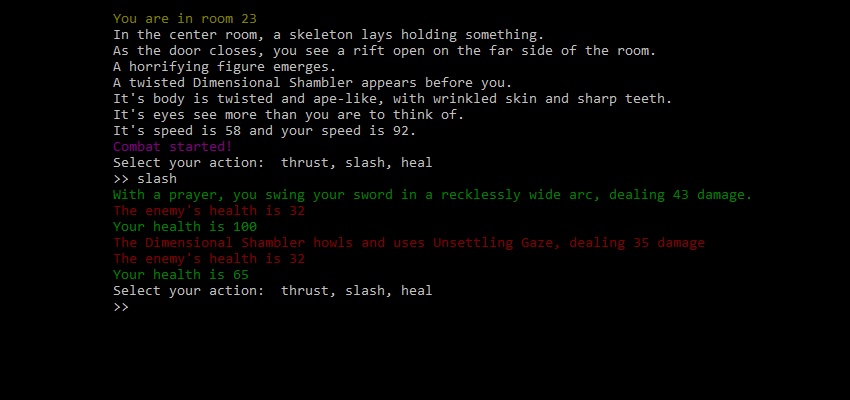 You are in room 23
In the center room, a skeleton lays holding something.
As the door closes, you see a rift open on the far side of the room.
A horrifying figure emerges.
A twisted Dimensional Shambler appears before you.
It's body is twisted and ape-like, with wrinkled skin and sharp teeth.
It's eyes see more than you are to think of.
It's speed is 58 and your speed is 92.
Combat started!
Select your action:  thrust, slash, heal
>> slash
With a prayer, you swing your sword in a recklessly wide arc, dealing 43 damage.
The enemy's health is 32
Your health is 100
The Dimensional Shambler howls and uses Unsettling Gaze, dealing 35 damage
The enemy's health is 32
Your health is 65
Select your action:  thrust, slash, heal
>>